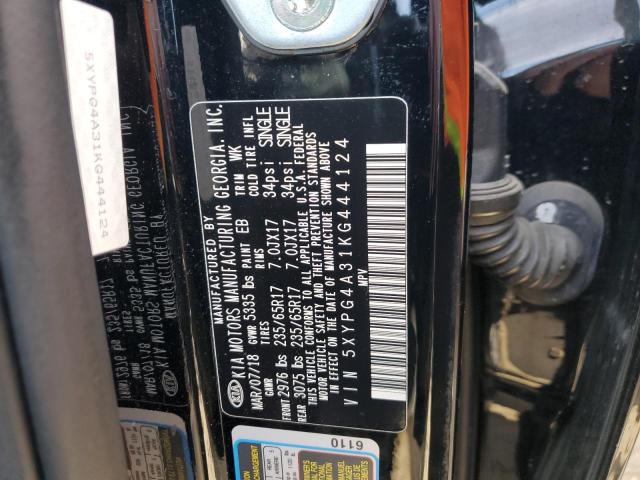 MANUFACTURED BY
KIA KIA MOTORS MANUFACTURING GEORGIA, INC.
MAR/07/18 GVWR 5335 lbs PAINT EB TRIM WK
GAWR TIRES RIMS COLD TIRE INFL
FRONT 2976 lbs 235/65R17 7.0JX17 34psi SINGLE
REAR 3075 lbs 235/65R17 7.0JX17 34psi SINGLE
THIS VEHICLE CONFORMS TO ALL APPLICABLE U.S.A. FEDERAL
MOTOR VEHICLE SAFETY AND THEFT PREVENTION STANDARDS
IN EFFECT ON THE DATE OF MANUFACTURE SHOWN ABOVE
VIN 5XYPG4A31KG444124
MPV
5XYPG4A31KG444124
6110